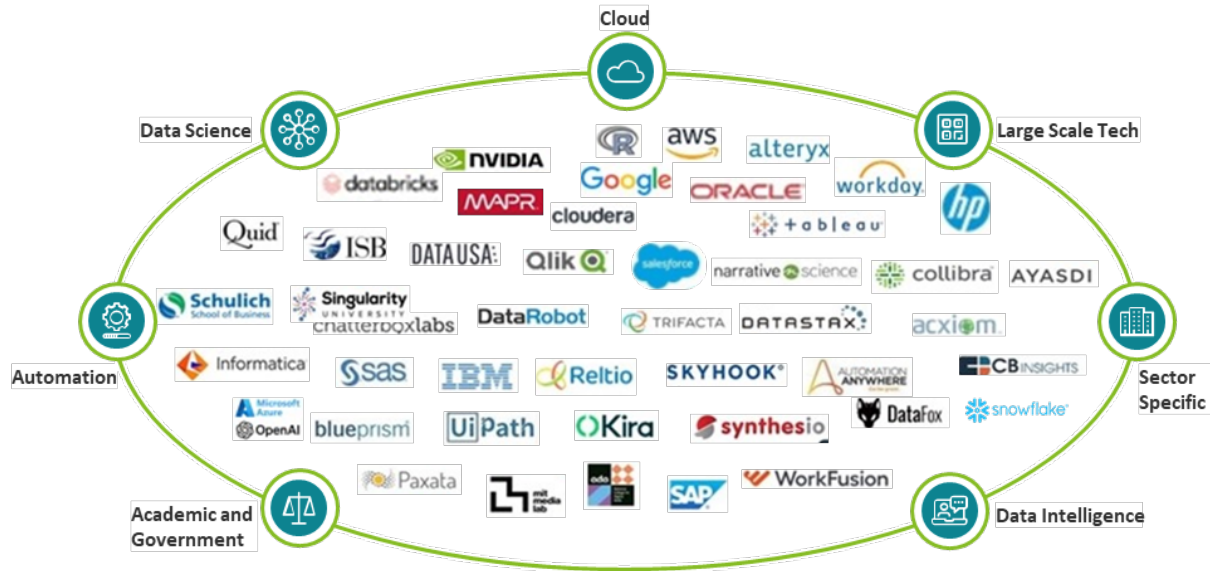 Cloud
Data Science
Large Scale Tech
R
aws
alteryx
NVIDIA
databricks
Google
ORACLE
workday.
MAPR.
cloudera
hp
tableau
Quid
ISB
DATA USA:
Qlik Q
salesforce
narrative science
collibra
AYASDI
Schulich
School of Business
Singularity
UNIVERSITY
chatterboxlabs
DataRobot
TRIFACTA
DATASTAX
acxiom
Automation
Informatica
sas
IBM
Reltio
SKYHOOK®
AUTOMATION
ANYWHERE
CB INSIGHTS
Sector
Specific
Microsoft
Azure
OpenAI
blueprism
UiPath
Kira
synthesio
DataFox
snowflake
Paxata
mit
media
lab
SAP
WorkFusion
Academic and
Government
Data Intelligence